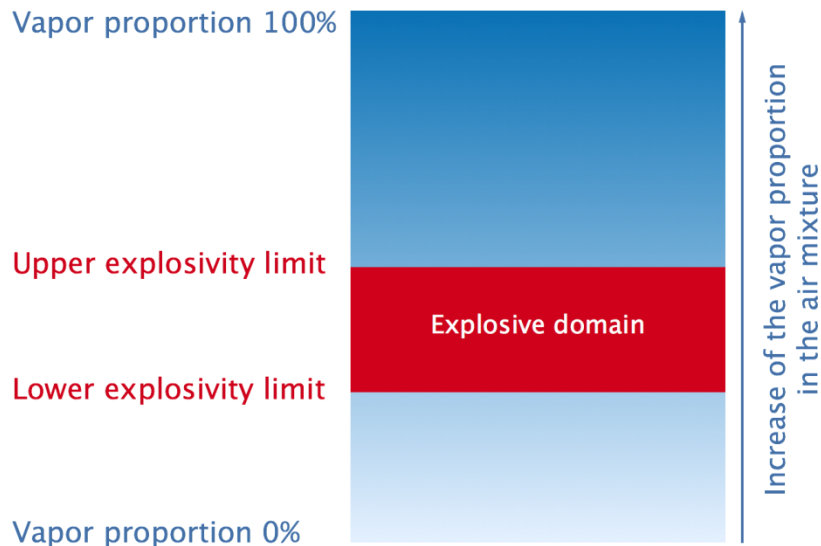 Vapor proportion 100%
Upper explosivity limit
Explosive domain
Lower explosivity limit
Vapor proportion 0%
Increase of the vapor proportion
in the air mixture